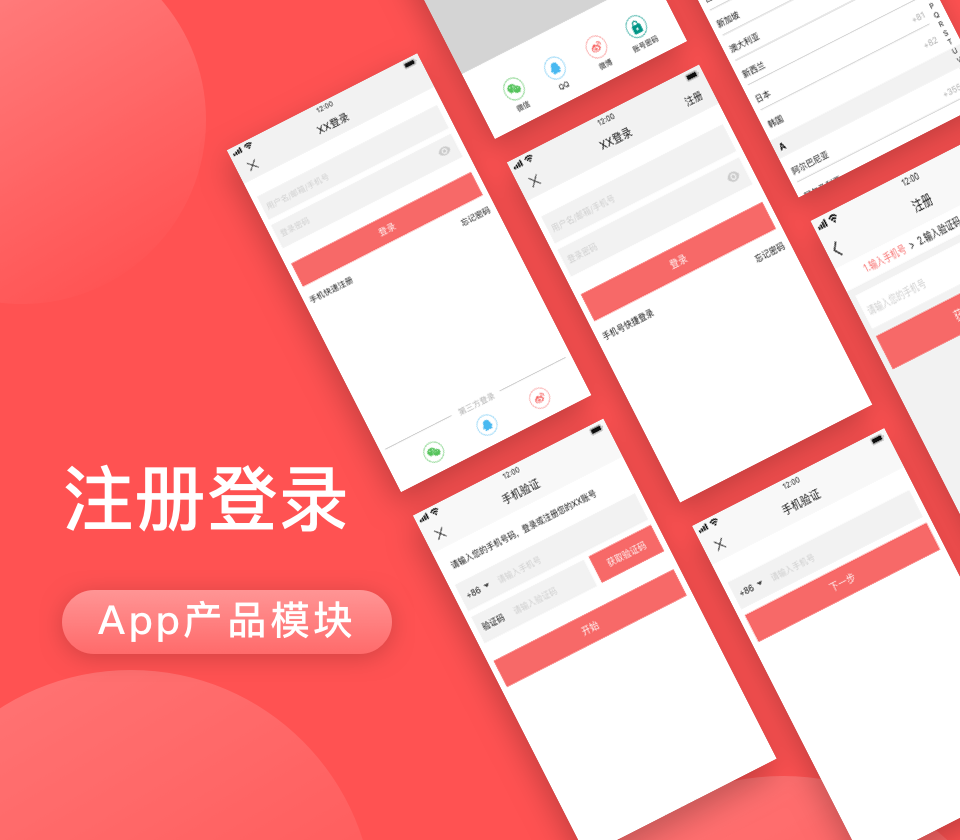 注册登录
App产品模块
12:00
XX登录
用户名/邮箱/手机号
登录密码
登录
忘记密码
手机快速注册
第三方登录
微信
QQ
微博
账号密码
12:00
XX登录
注册
用户名/邮箱/手机号
登录密码
登录
忘记密码
手机号快捷登录
新加坡
澳大利亚
+81
新西兰
+82
日本
韩国
A
阿尔巴尼亚
+355
P
Q
R
S
T
U
12:00
注册
1.输入手机号 > 2.输入验证码
请输入您的手机号
12:00
手机验证
请输入您的手机号码，登录或注册您的XX账号
+86 请输入手机号
验证码 请输入验证码
获取验证码
开始
12:00
手机验证
+86 请输入手机号
下一步